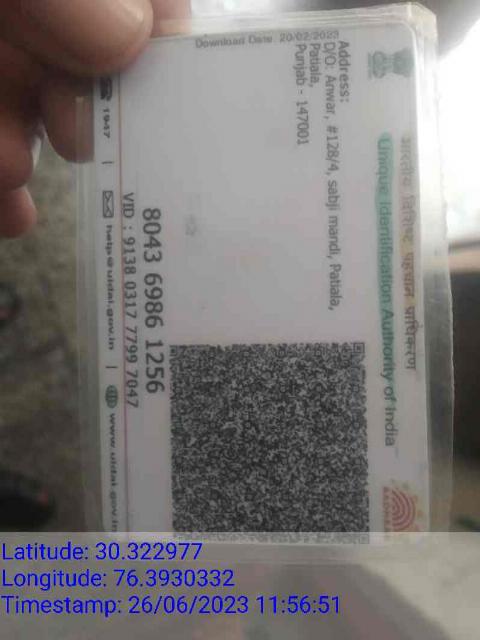 भारतीय विशिष्ट पहचान प्राधिकरण
Unique Identification Authority of India
AADHAAR
Download Date: 20/02/2023
Address:
D/O: Anwar, #128/4, sabji mandi, Patiala,
Patiala,
Punjab - 147001
8043 6986 1256
VID : 9138 0317 7799 7047
1947 | help@uidai.gov.in | www.uidai.gov.in
Latitude: 30.322977
Longitude: 76.3930332
Timestamp: 26/06/2023 11:56:51